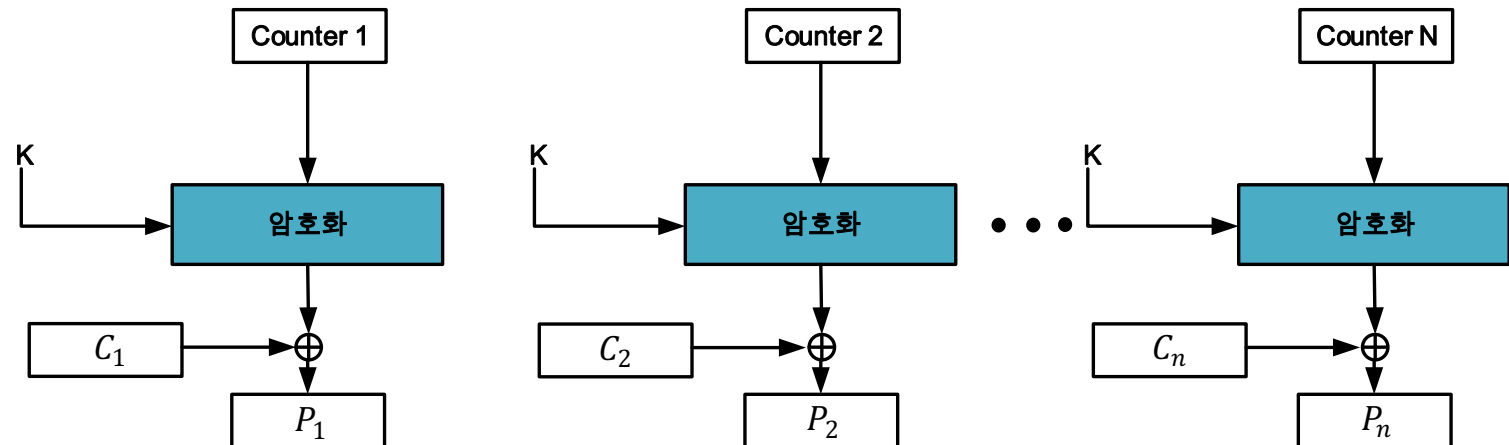 Counter 1
Counter 2
Counter N
K
K
K
암호화
암호화
• • •
암호화
C₁
C₂
Cₙ
P₁
P₂
Pₙ